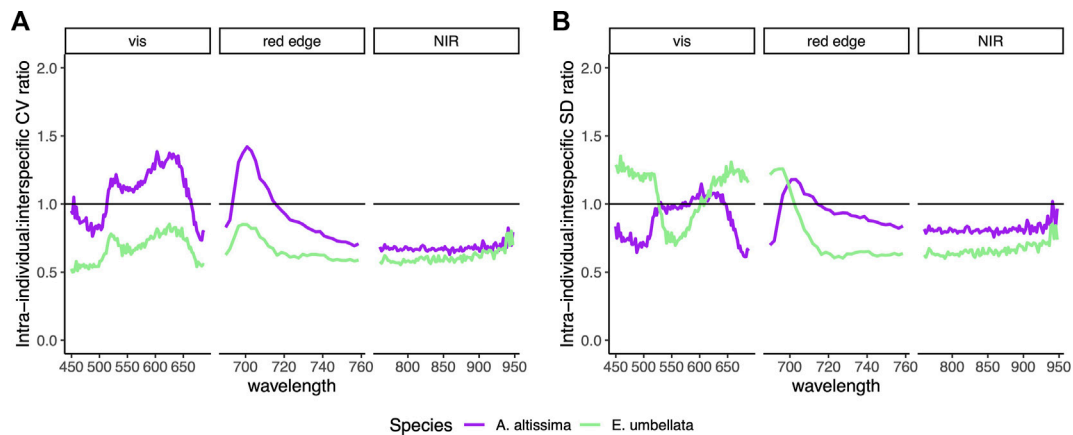 A
B
vis
red edge
NIR
vis
red edge
NIR
Intra−individual:interspecific CV ratio
2.0
1.5
1.0
0.5
0.0
450 500 550 600 650
700 720 740 760
800 850 900 950
wavelength
Intra−individual:interspecific SD ratio
2.0
1.5
1.0
0.5
0.0
450 500 550 600 650
700 720 740 760
800 850 900 950
wavelength
Species A. altissima E. umbellata